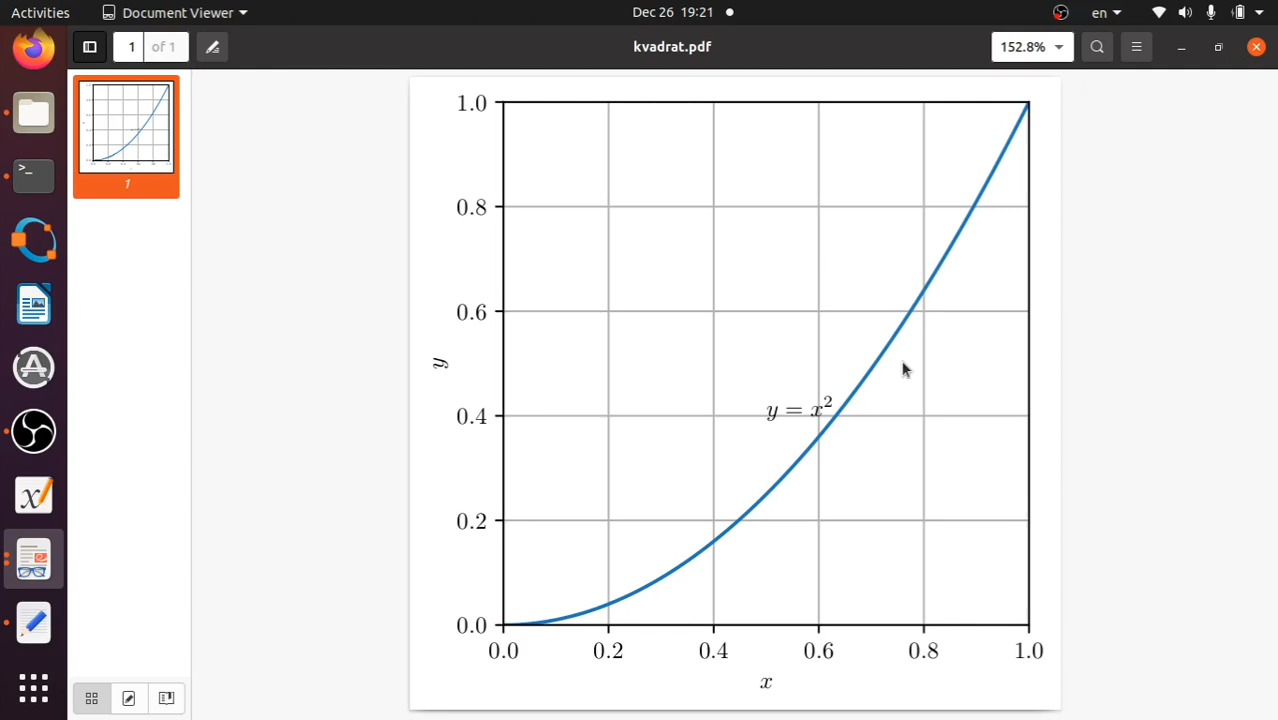 Activities Document Viewer Dec 26 19:21 en
1 of 1 kvadrat.pdf 152.8%
1
1.0
0.8
0.6
y
y = x²
0.4
0.2
0.0
0.0 0.2 0.4 0.6 0.8 1.0
x